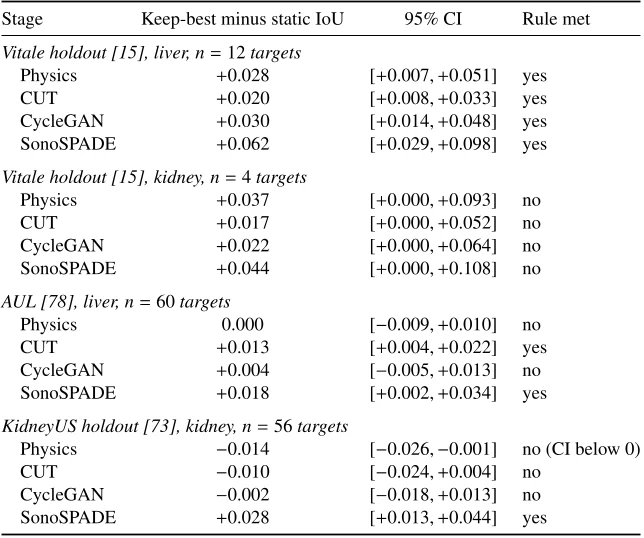 Stage Keep-best minus static IoU 95% CI Rule met
Vitale holdout [15], liver, n = 12 targets
Physics +0.028 [+0.007, +0.051] yes
CUT +0.020 [+0.008, +0.033] yes
CycleGAN +0.030 [+0.014, +0.048] yes
SonoSPADE +0.062 [+0.029, +0.098] yes
Vitale holdout [15], kidney, n = 4 targets
Physics +0.037 [+0.000, +0.093] no
CUT +0.017 [+0.000, +0.052] no
CycleGAN +0.022 [+0.000, +0.064] no
SonoSPADE +0.044 [+0.000, +0.108] no
AUL [78], liver, n = 60 targets
Physics 0.000 [−0.009, +0.010] no
CUT +0.013 [+0.004, +0.022] yes
CycleGAN +0.004 [−0.005, +0.013] no
SonoSPADE +0.018 [+0.002, +0.034] yes
KidneyUS holdout [73], kidney, n = 56 targets
Physics −0.014 [−0.026, −0.001] no (CI below 0)
CUT −0.010 [−0.024, +0.004] no
CycleGAN −0.002 [−0.018, +0.013] no
SonoSPADE +0.028 [+0.013, +0.044] yes